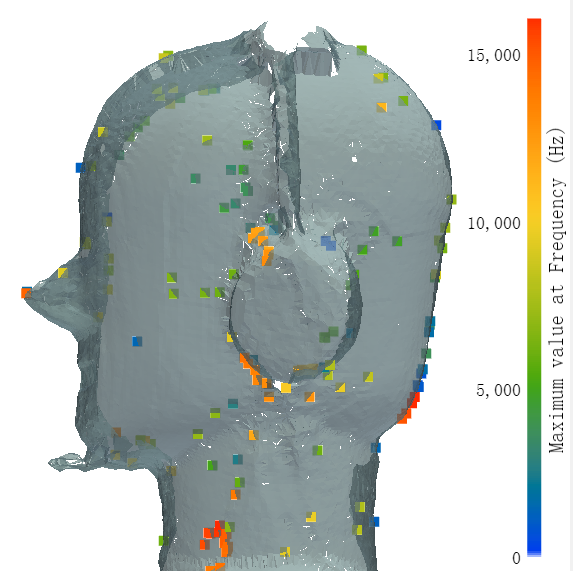 15,000
10,000
5,000
0
Maximum value at Frequency (Hz)